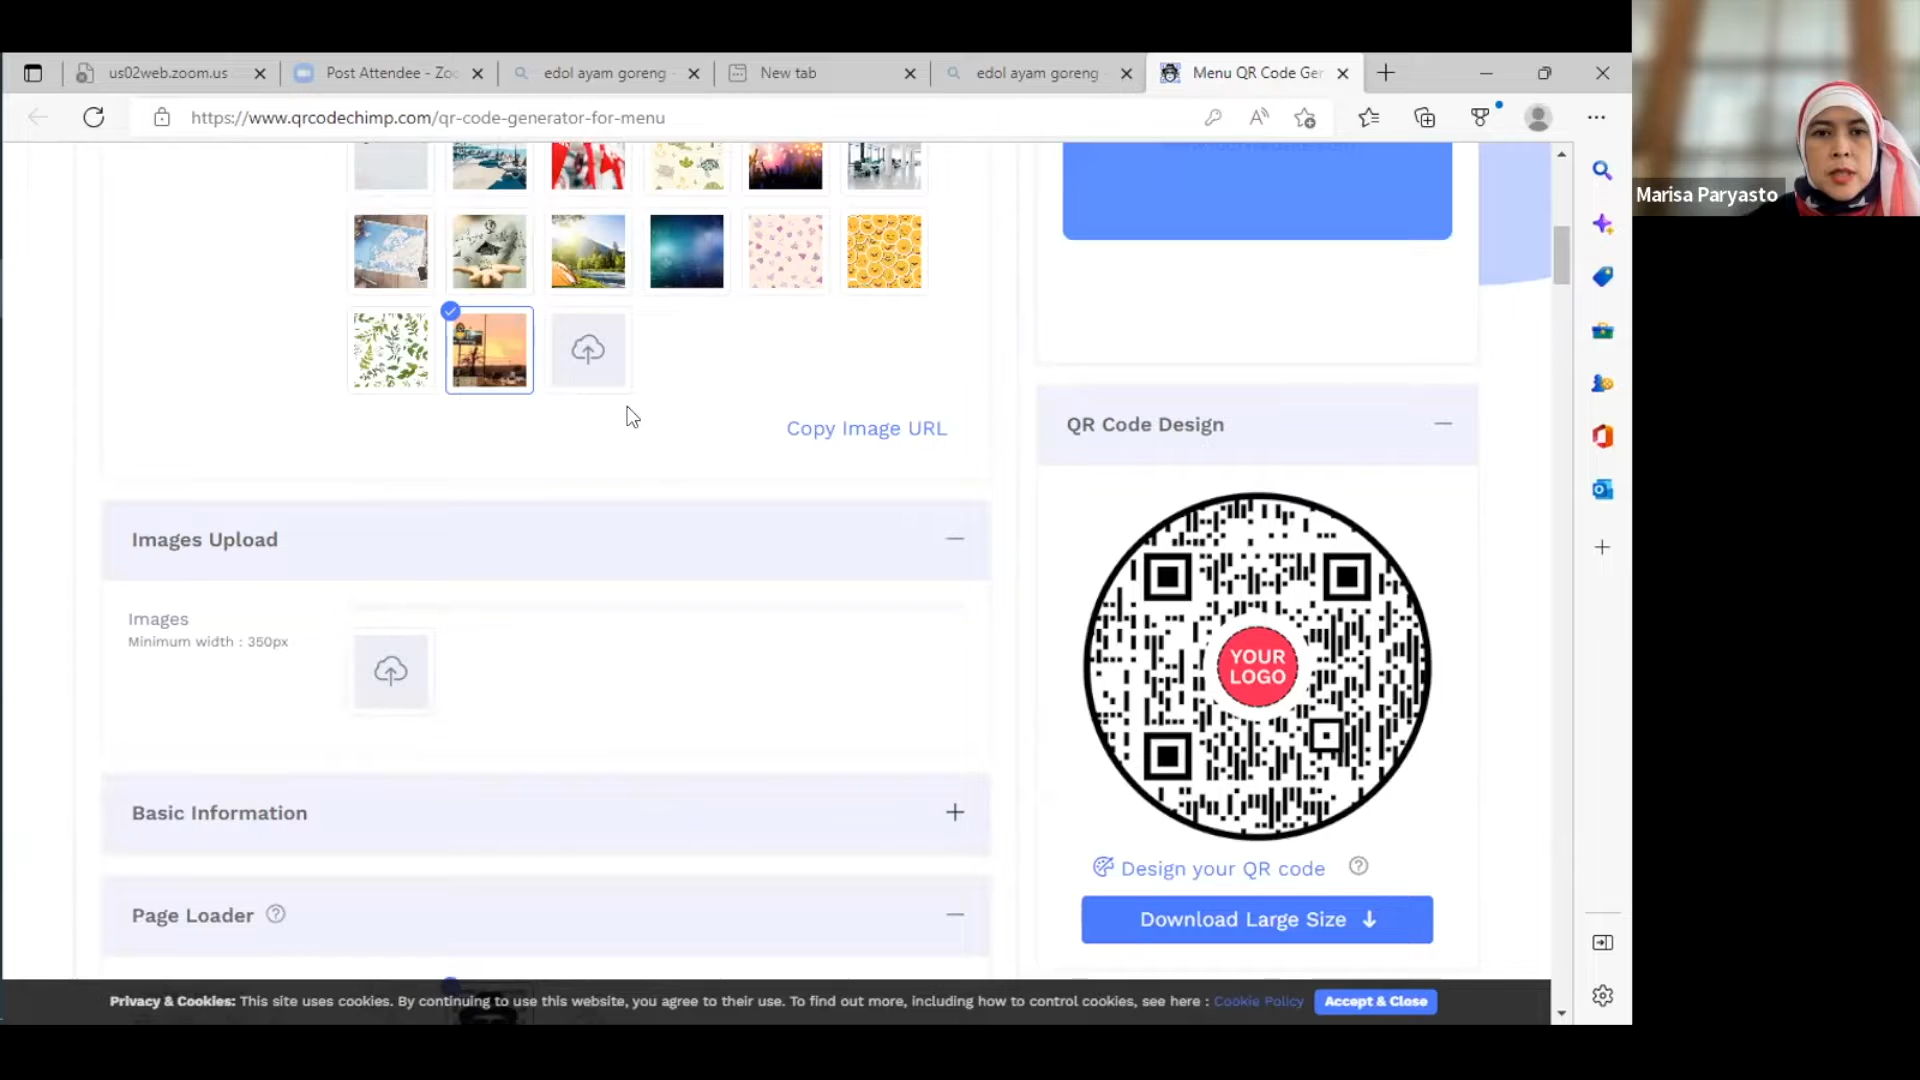 us02web.zoom.us
Post Attendee - Zoo
edol ayam goreng
New tab
edol ayam goreng
Menu QR Code Ger
https://www.qrcodechimp.com/qr-code-generator-for-menu
Marisa Paryasto
Copy Image URL
QR Code Design
Images Upload
Images
Minimum width : 350px
YOUR
LOGO
Basic Information
Design your QR code
Page Loader
Download Large Size
Privacy & Cookies: This site uses cookies. By continuing to use this website, you agree to their use. To find out more, including how to control cookies, see here : Cookie Policy
Accept & Close